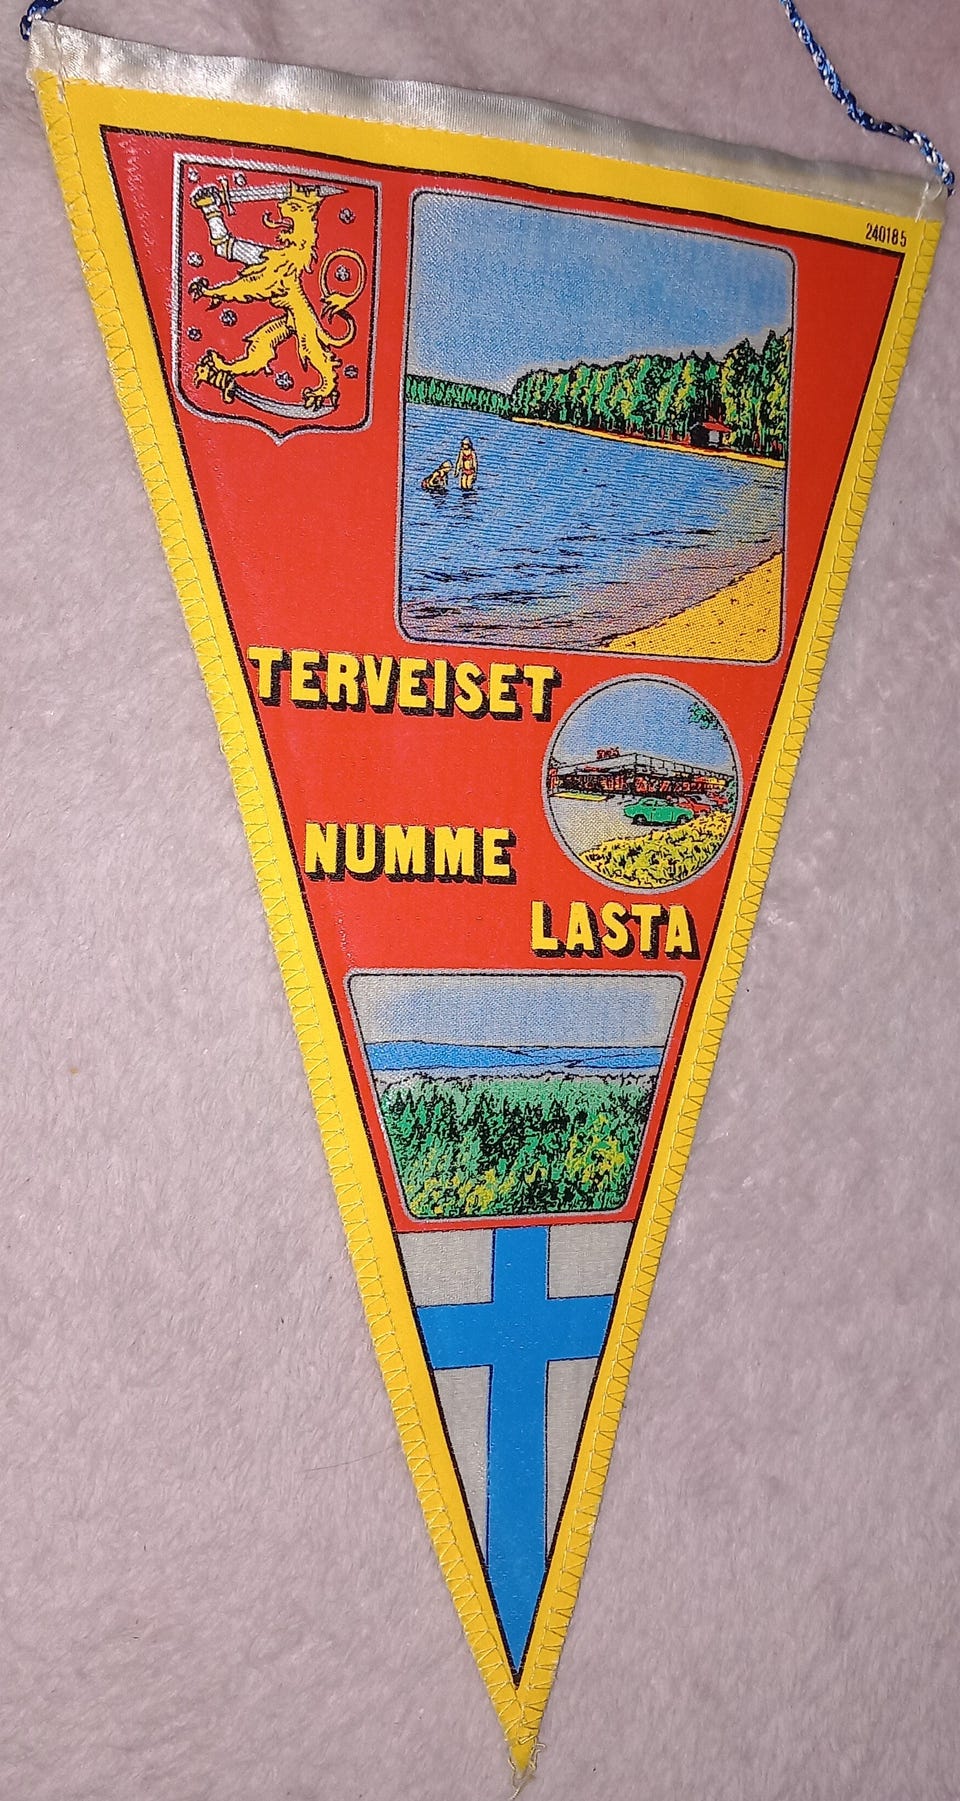 240185
TERVEISET
NUMME
LASTA